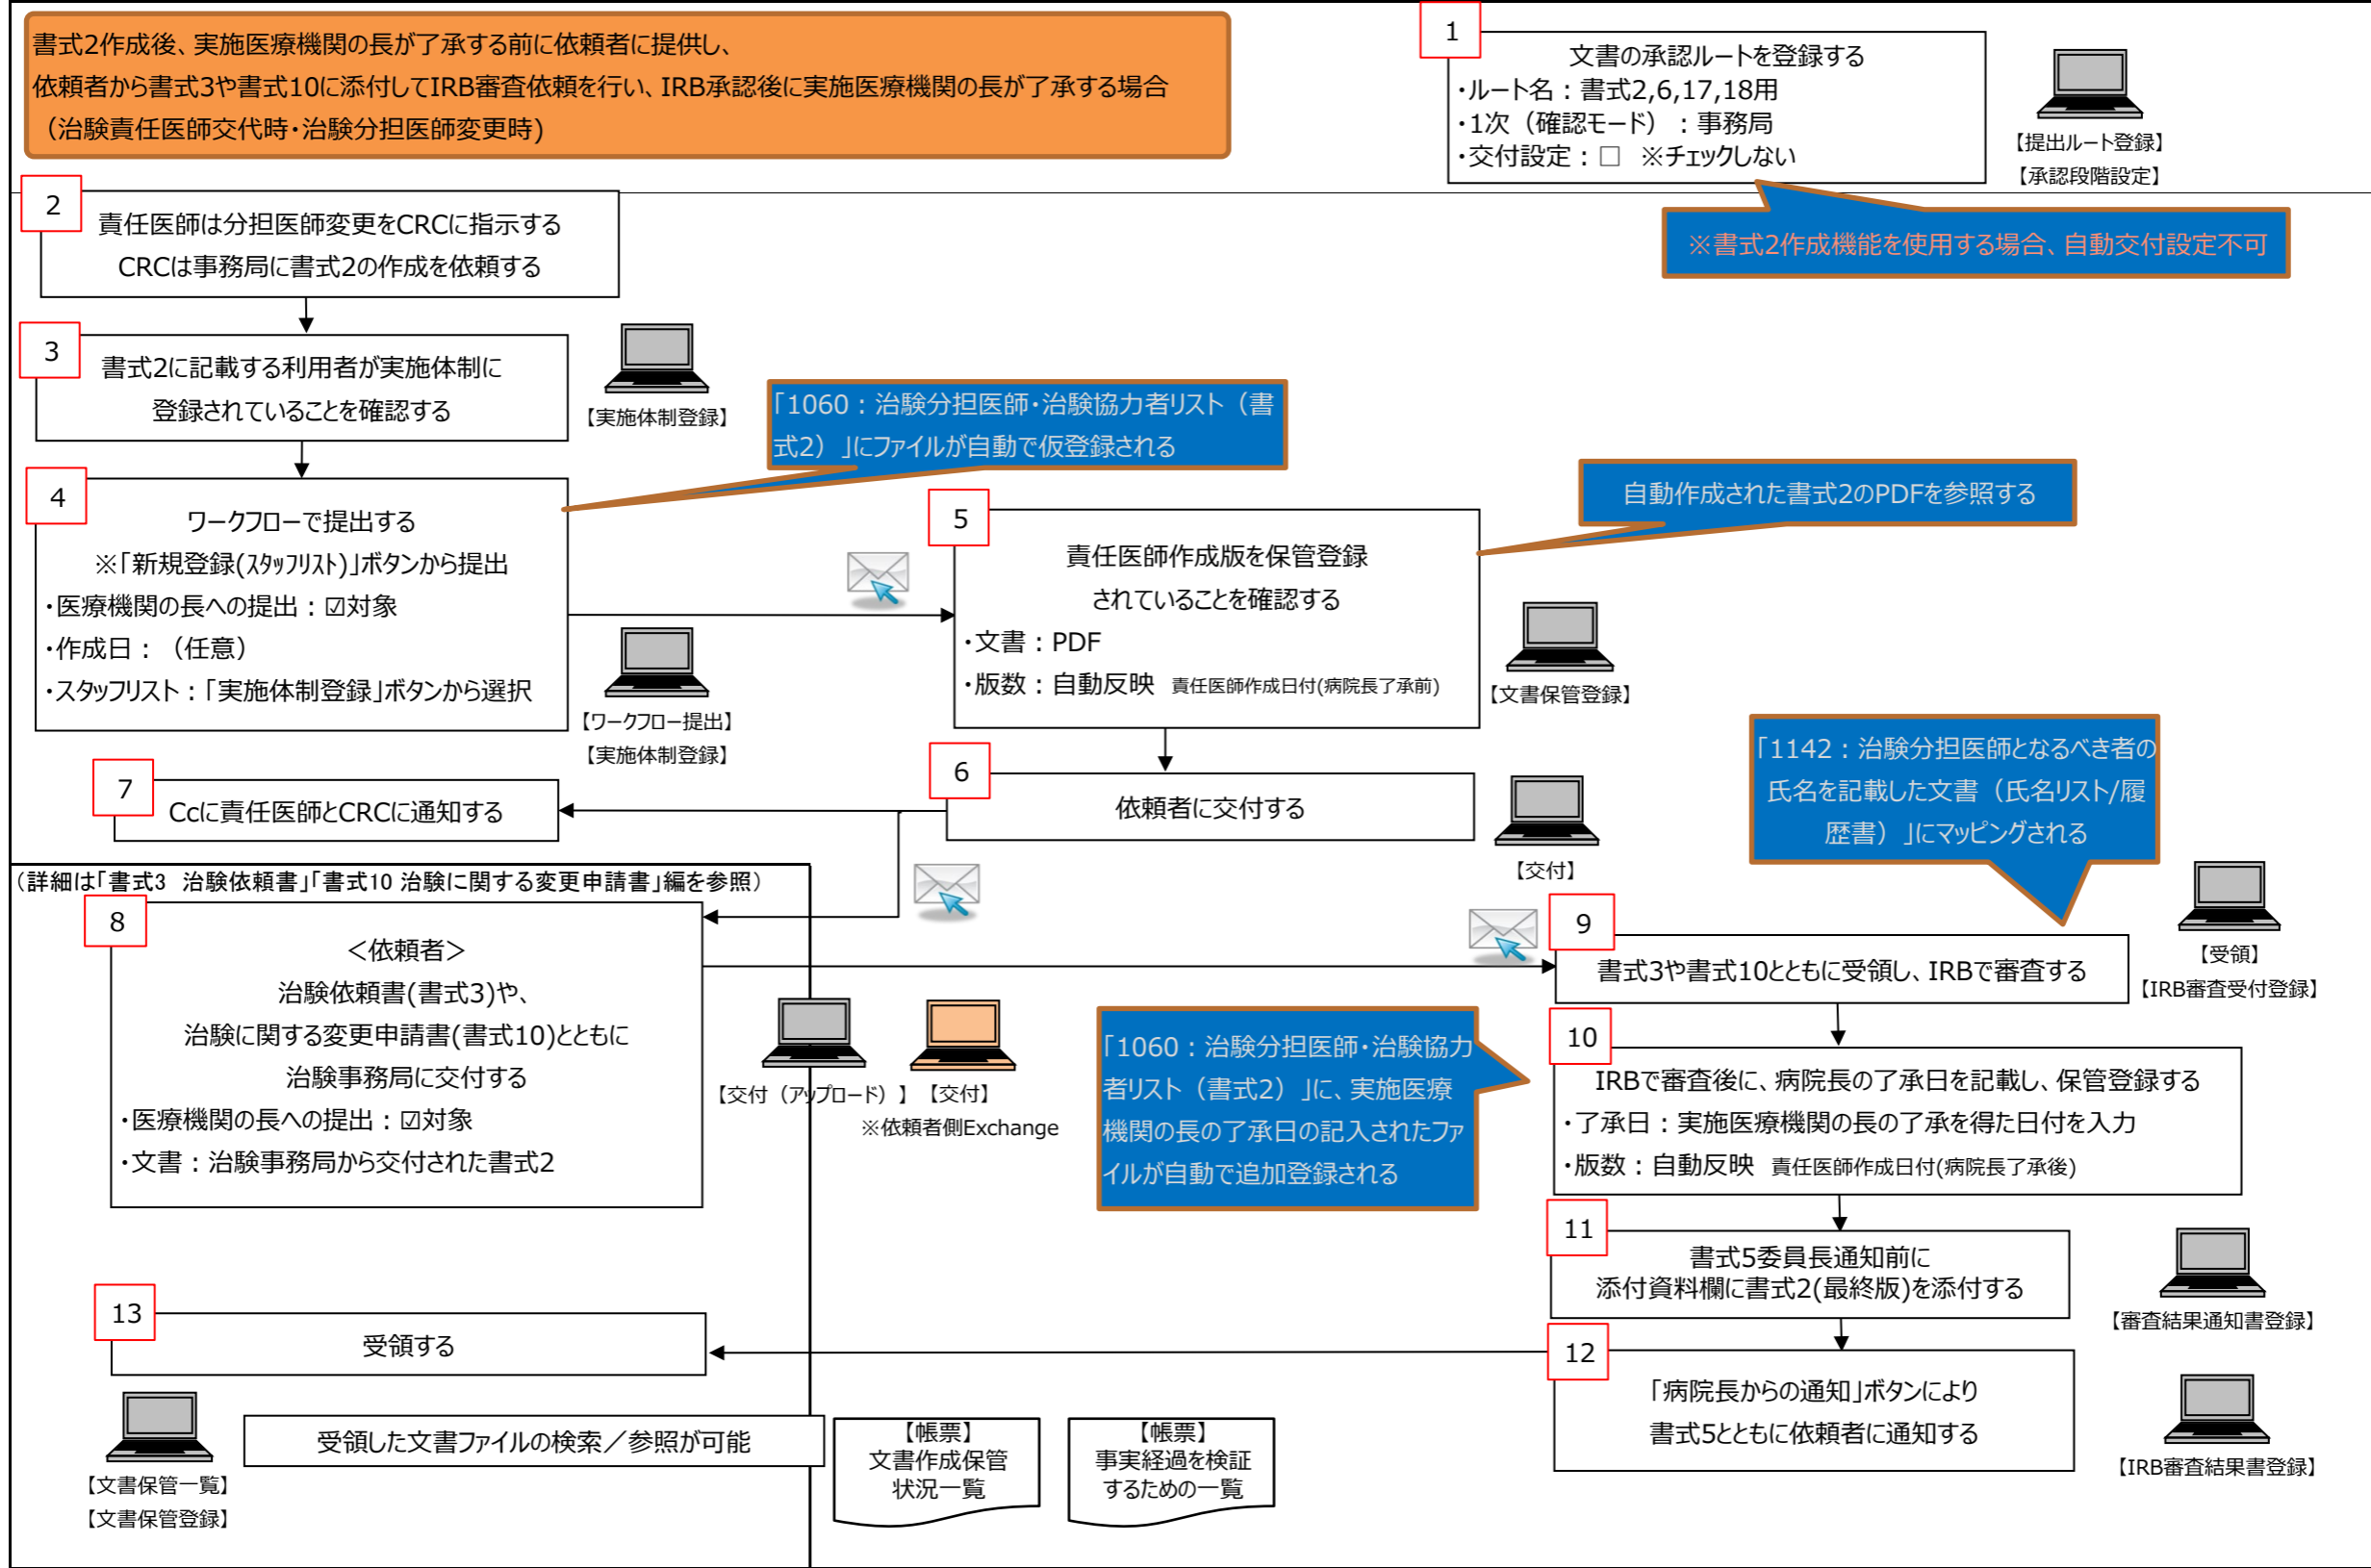 書式2作成後、実施医療機関の長が了承する前に依頼者に提供し、
依頼者から書式3や書式10に添付してIRB審査依頼を行い、IRB承認後に実施医療機関の長が了承する場合
（治験責任医師交代時・治験分担医師変更時)
1
文書の承認ルートを登録する
・ルート名：書式2,6,17,18用
・1次（確認モード）：事務局
・交付設定：□ ※チェックしない
【提出ルート登録】
【承認段階設定】
※書式2作成機能を使用する場合、自動交付設定不可
2
責任医師は分担医師変更をCRCに指示する
CRCは事務局に書式2の作成を依頼する
3
書式2に記載する利用者が実施体制に
登録されていることを確認する
【実施体制登録】
「1060：治験分担医師・治験協力者リスト（書
式2）」にファイルが自動で仮登録される
4
ワークフローで提出する
※「新規登録(スタッフリスト)」ボタンから提出
・医療機関の長への提出：☑対象
・作成日：（任意）
・スタッフリスト：「実施体制登録」ボタンから選択
【ワークフロー提出】
【実施体制登録】
自動作成された書式2のPDFを参照する
5
責任医師作成版を保管登録
されていることを確認する
・文書：PDF
・版数：自動反映 責任医師作成日付(病院長了承前)
【文書保管登録】
6
依頼者に交付する
【交付】
7
Ccに責任医師とCRCに通知する
「1142：治験分担医師となるべき者の
氏名を記載した文書（氏名リスト/履
歴書）」にマッピングされる
（詳細は「書式3 治験依頼書」「書式10 治験に関する変更申請書」編を参照）
8
＜依頼者＞
治験依頼書(書式3)や、
治験に関する変更申請書(書式10)とともに
治験事務局に交付する
・医療機関の長への提出：☑対象
・文書：治験事務局から交付された書式2
【交付（アップロード）】
【交付】
※依頼者側Exchange
9
書式3や書式10とともに受領し、IRBで審査する
【受領】
【IRB審査受付登録】
「1060：治験分担医師・治験協力
者リスト（書式2）」に、実施医療
機関の長の了承日の記入されたファ
イルが自動で追加登録される
10
IRBで審査後に、病院長の了承日を記載し、保管登録する
・了承日：実施医療機関の長の了承を得た日付を入力
・版数：自動反映 責任医師作成日付(病院長了承後)
11
書式5委員長通知前に
添付資料欄に書式2(最終版)を添付する
【審査結果通知書登録】
12
「病院長からの通知」ボタンにより
書式5とともに依頼者に通知する
【IRB審査結果書登録】
13
受領する
【文書保管一覧】
【文書保管登録】
受領した文書ファイルの検索／参照が可能
【帳票】
文書作成保管
状況一覧
【帳票】
事実経過を検証
するための一覧